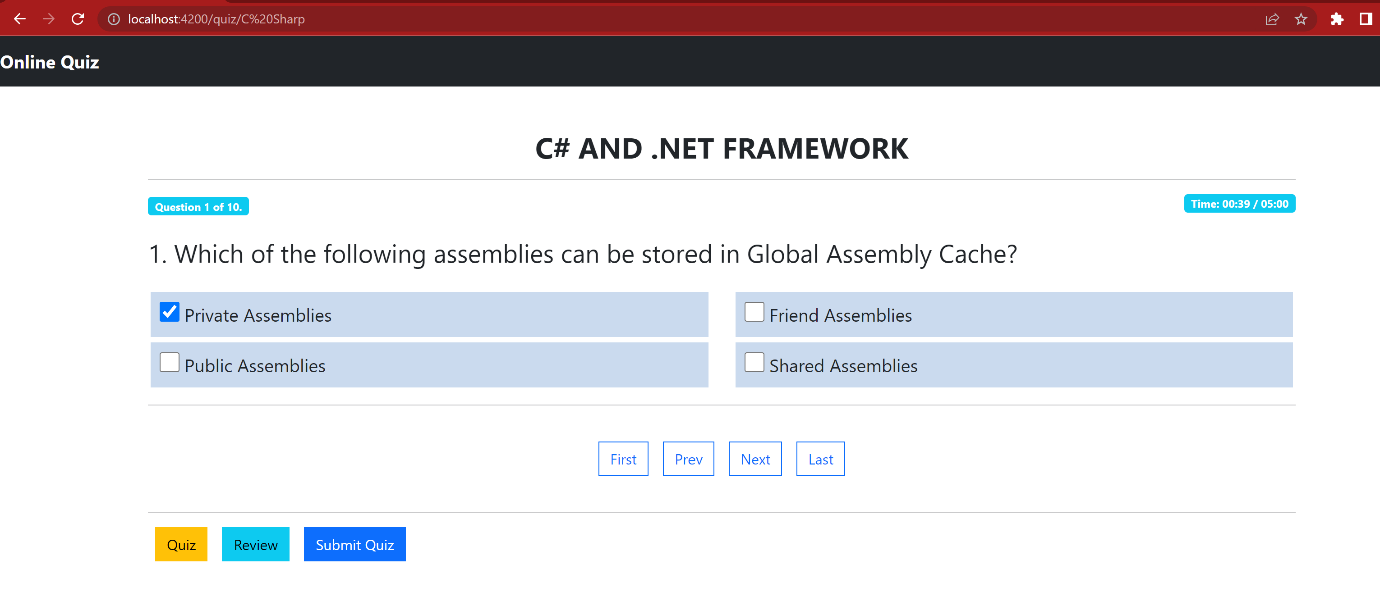 localhost:4200/quiz/C%20Sharp
Online Quiz
C# AND .NET FRAMEWORK
Question 1 of 10.
Time: 00:39 / 05:00
1. Which of the following assemblies can be stored in Global Assembly Cache?
Private Assemblies
Friend Assemblies
Public Assemblies
Shared Assemblies
First Prev Next Last
Quiz Review Submit Quiz